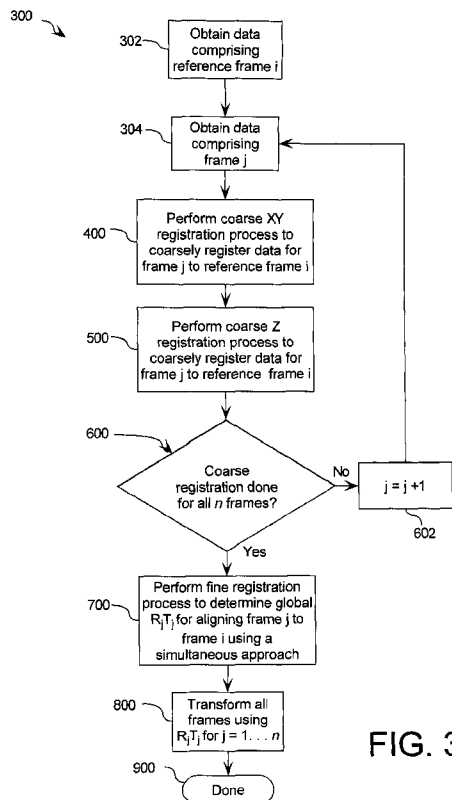 300
302
Obtain data
comprising
reference frame i
304
Obtain data
comprising
frame j
400
Perform coarse XY
registration process to
coarsely register data for
frame j to reference frame i
500
Perform coarse Z
registration process to
coarsely register data for
frame j to reference frame i
600
Coarse
registration done
for all n frames?
No
j = j +1
602
Yes
700
Perform fine registration
process to determine global
RjTj for aligning frame j to
frame i using a
simultaneous approach
800
Transform all
frames using
RjTj for j = 1 . . . n
900
Done
FIG. 3